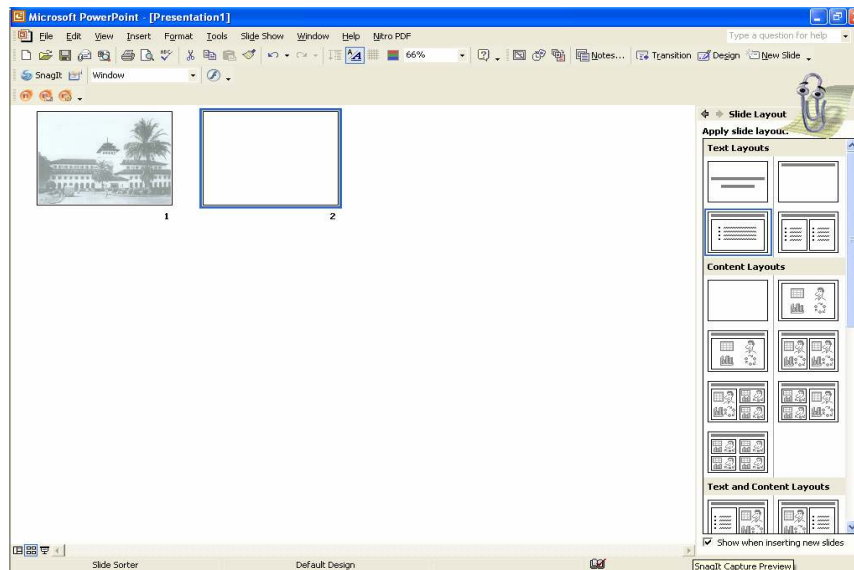 Microsoft PowerPoint - [Presentation1]
File Edit View Insert Format Tools Slide Show Window Help Nitro PDF Type a question for help
66% Notes... Transition Design New Slide
SnagIt Window
Slide Layout
Apply slide layout:
Text Layouts
1 2
Content Layouts
Text and Content Layouts
Show when inserting new slides
Slide Sorter Default Design SnagIt Capture Preview